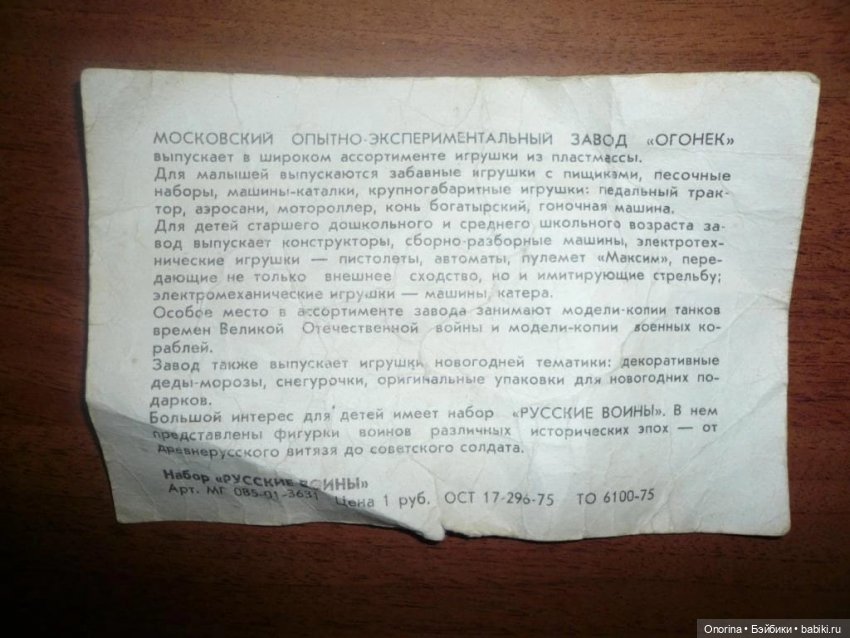 МОСКОВСКИЙ ОПЫТНО-ЭКСПЕРИМЕНТАЛЬНЫЙ ЗАВОД «ОГОНЕК»
выпускает в широком ассортименте игрушки из пластмассы.
Для малышей выпускаются забавные игрушки с пищиками, песочные
наборы, машины-каталки, крупногабаритные игрушки: педальный трак-
тор, аэросани, мотороллер, конь богатырский, гоночная машина.
Для детей старшего дошкольного и среднего школьного возраста за-
вод выпускает конструкторы, сборно-разборные машины, электротех-
нические игрушки — пистолеты, автоматы, пулемет «Максим», пере-
дающие не только внешнее сходство, но и имитирующие стрельбу;
электромеханические игрушки — машины, катера.
Особое место в ассортименте завода занимают модели-копии танков
времен Великой Отечественной войны и модели-копии военных ко-
раблей.
Завод также выпускает игрушки новогодней тематики: декоративные
деды-морозы, снегурочки, оригинальные упаковки для новогодних по-
дарков.
Большой интерес для детей имеет набор «РУССКИЕ ВОИНЫ». В нем
представлены фигурки воинов различных исторических эпох — от
древнерусского витязя до советского солдата.
Набор «РУССКИЕ ВОИНЫ»
Арт. МГ 085-01-3631 Цена 1 руб. ОСТ 17-296-75 ТО 6100-75
Onorina • Бэйбики • babiki.ru